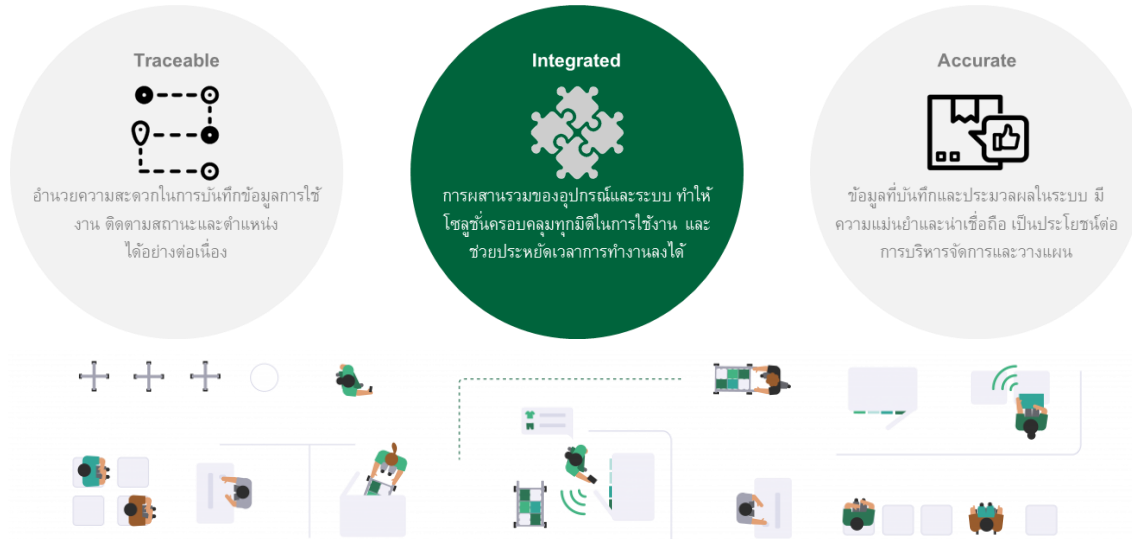 Traceable
อำนวยความสะดวกในการบันทึกข้อมูลการใช้
งาน ติดตามสถานะและตำแหน่ง
ได้อย่างต่อเนื่อง
Integrated
การผสานรวมของอุปกรณ์และระบบ ทำให้
โซลูชั่นครอบคลุมทุกมิติในการใช้งาน และ
ช่วยประหยัดเวลาการทำงานลงได้
Accurate
ข้อมูลที่บันทึกและประมวลผลในระบบ มี
ความแม่นยำและน่าเชื่อถือ เป็นประโยชน์ต่อ
การบริหารจัดการและวางแผน